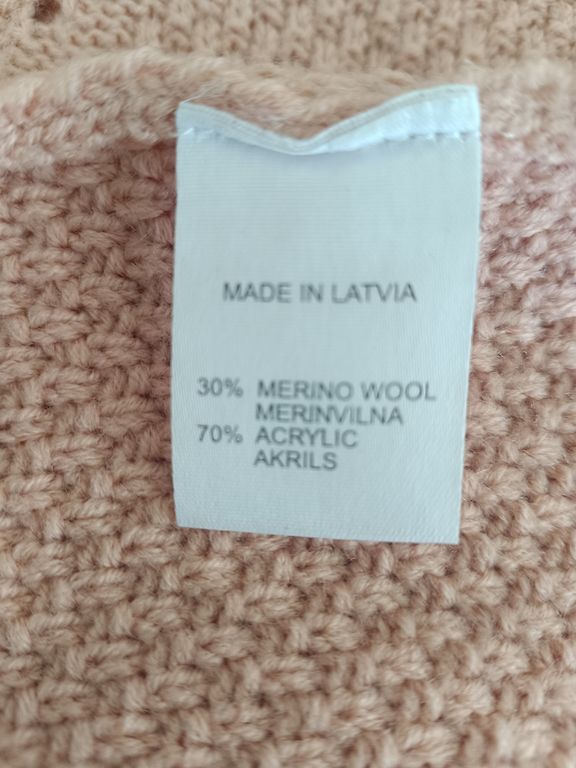 MADE IN LATVIA
30% MERINO WOOL
MERINVILNA
70% ACRYLIC
AKRILS